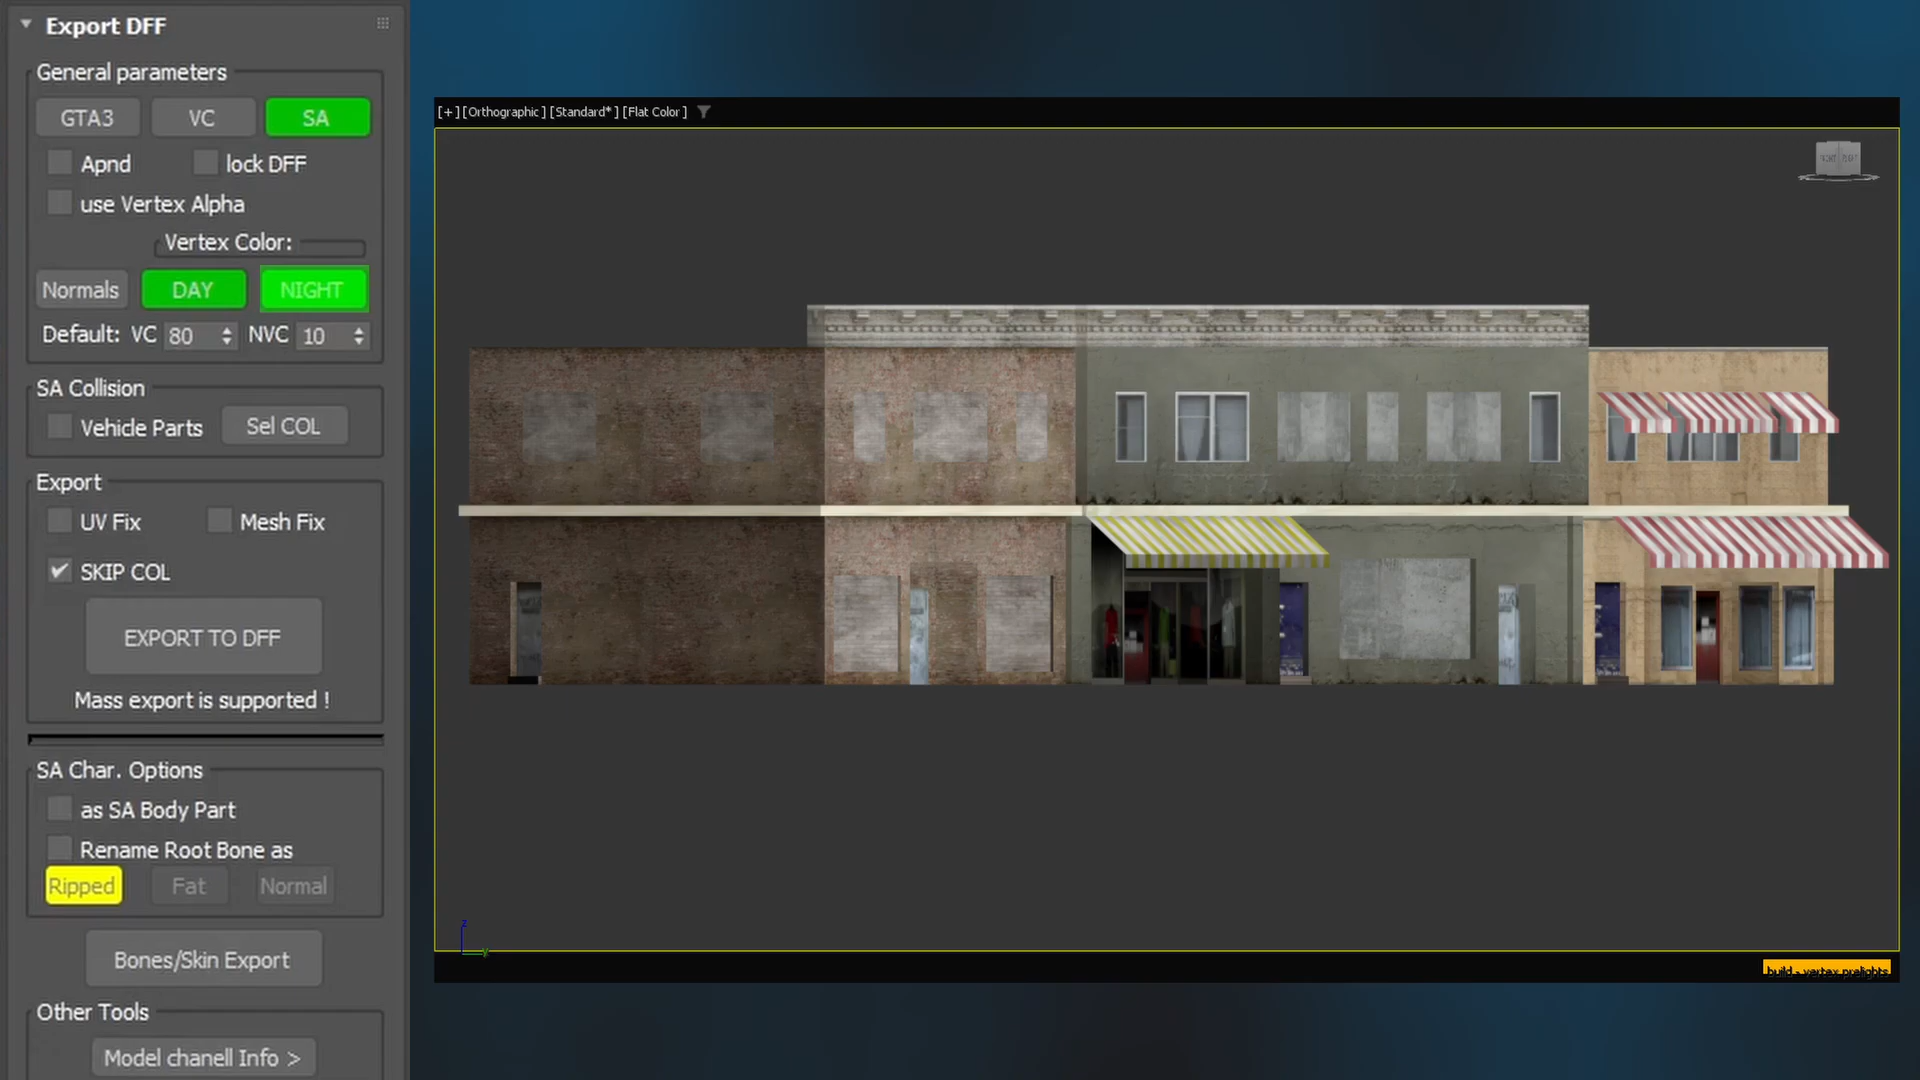 Export DFF
General parameters
GTA3 VC SA
Apnd lock DFF
use Vertex Alpha
Vertex Color:
Normals DAY NIGHT
Default: VC 80 NVC 10
SA Collision
Vehicle Parts Sel COL
Export
UV Fix Mesh Fix
SKIP COL
EXPORT TO DFF
Mass export is supported !
SA Char. Options
as SA Body Part
Rename Root Bone as
Ripped Fat Normal
Bones/Skin Export
Other Tools
Model chanell Info >
[+] [Orthographic] [Standard*] [Flat Color]
z
build - vertex prelights